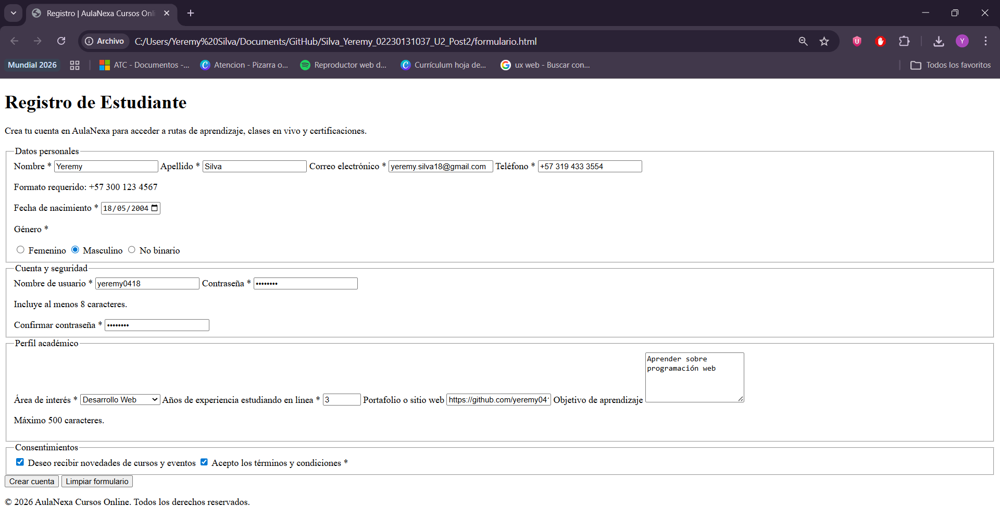 Registro | AulaNexa Cursos Onli
Archivo C:/Users/Yeremy%20Silva/Documents/GitHub/Silva_Yeremy_02230131037_U2_Post2/formulario.html Y
Mundial 2026 ATC - Documentos -... Atencion - Pizarra o... Reproductor web d... Currículum hoja de... ux web - Buscar con... Todos los favoritos
Registro de Estudiante
Crea tu cuenta en AulaNexa para acceder a rutas de aprendizaje, clases en vivo y certificaciones.
Datos personales
Nombre * Yeremy Apellido * Silva Correo electrónico * yeremy.silva18@gmail.com Teléfono * +57 319 433 3554
Formato requerido: +57 300 123 4567
Fecha de nacimiento * 18/05/2004
Género *
Femenino Masculino No binario
Cuenta y seguridad
Nombre de usuario * yeremy0418 Contraseña * ••••••••
Incluye al menos 8 caracteres.
Confirmar contraseña * ••••••••
Perfil académico
Aprender sobre
programación web
Área de interés * Desarrollo Web Años de experiencia estudiando en línea * 3 Portafolio o sitio web https://github.com/yeremy04 Objetivo de aprendizaje
Máximo 500 caracteres.
Consentimientos
Deseo recibir novedades de cursos y eventos Acepto los términos y condiciones *
Crear cuenta Limpiar formulario
© 2026 AulaNexa Cursos Online. Todos los derechos reservados.